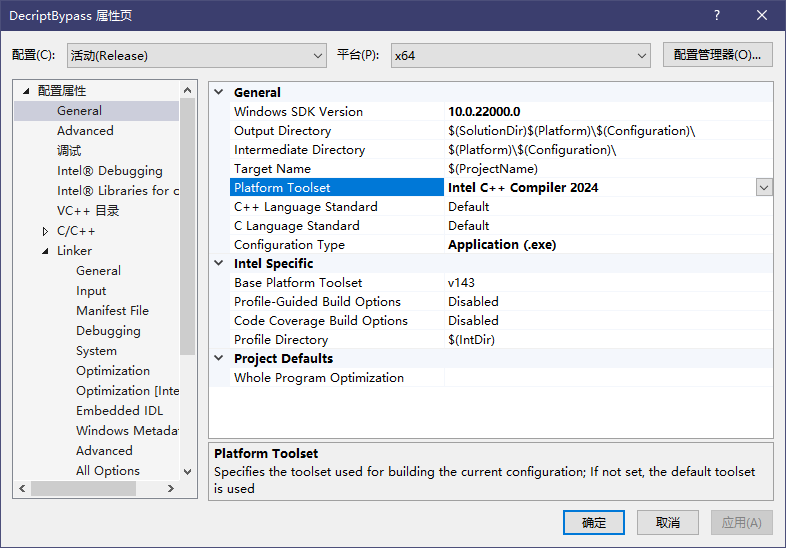 DecriptBypass 属性页
配置(C): 活动(Release) 平台(P): x64 配置管理器(O)...
配置属性
General
Advanced
调试
Intel® Debugging
Intel® Libraries for o
VC++ 目录
C/C++
Linker
General
Input
Manifest File
Debugging
System
Optimization
Optimization [Inte
Embedded IDL
Windows Metada
Advanced
All Options
General
Windows SDK Version 10.0.22000.0
Output Directory $(SolutionDir)$(Platform)\$(Configuration)\
Intermediate Directory $(Platform)\$(Configuration)\
Target Name $(ProjectName)
Platform Toolset Intel C++ Compiler 2024
C++ Language Standard Default
C Language Standard Default
Configuration Type Application (.exe)
Intel Specific
Base Platform Toolset v143
Profile-Guided Build Options Disabled
Code Coverage Build Options Disabled
Profile Directory $(IntDir)
Project Defaults
Whole Program Optimization
Platform Toolset
Specifies the toolset used for building the current configuration; If not set, the default toolset
is used
确定 取消 应用(A)